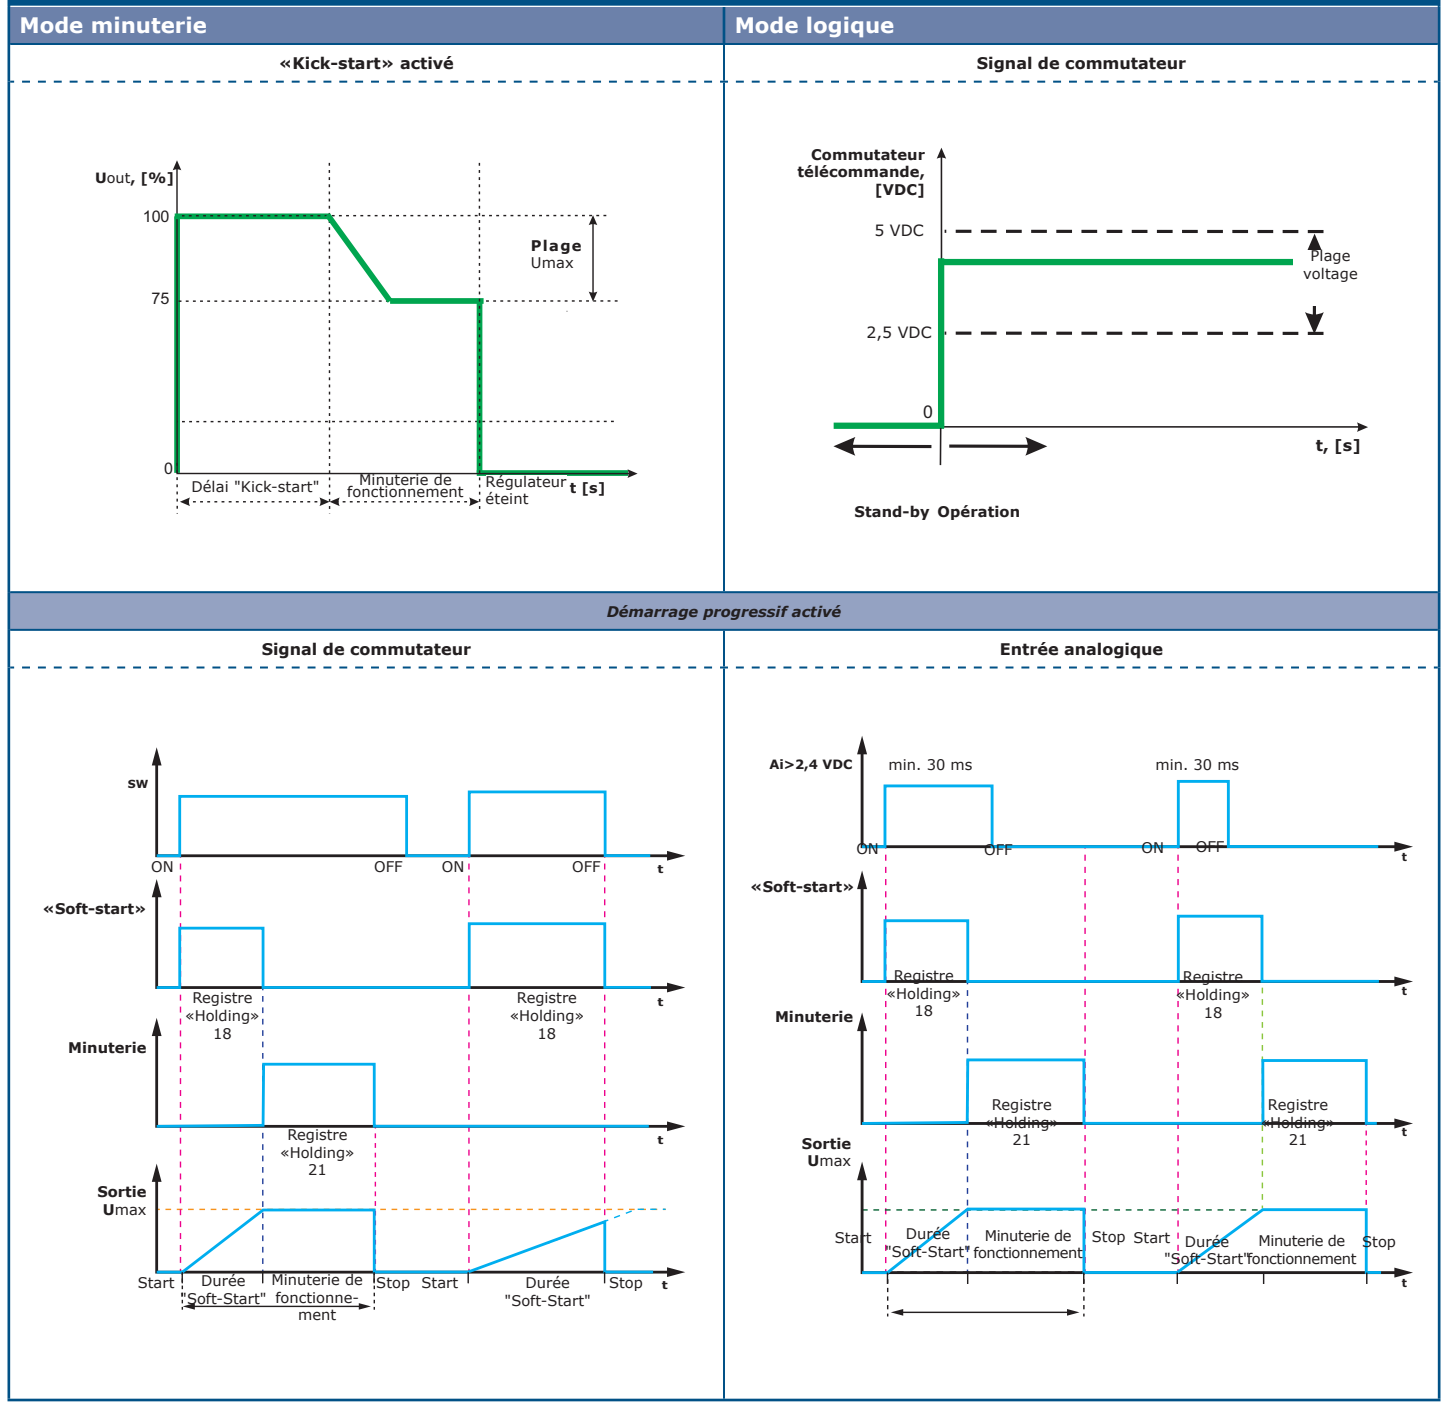 Mode minuterie
Mode logique
«Kick-start» activé
Signal de commutateur
Uout, [%]
100
75
0
Plage
Umax
Délai "Kick-start"
Minuterie de
fonctionnement
Régulateur
éteint
t [s]
Commutateur
télécommande,
[VDC]
5 VDC
2,5 VDC
0
Plage
voltage
t, [s]
Stand-by Opération
Démarrage progressif activé
Signal de commutateur
Entrée analogique
SW
ON
OFF
ON
OFF
t
«Soft-start»
Registre
«Holding»
18
Registre
«Holding»
18
t
Minuterie
Registre
«Holding»
21
t
Sortie
Umax
Start
Durée
"Soft-Start"
Minuterie de
fonctionne-
ment
Stop
Start
Durée
"Soft-Start"
Stop
t
Ai>2,4 VDC
min. 30 ms
min. 30 ms
ON
OFF
ON
OFF
t
«Soft-start»
Registre
«Holding»
18
Registre
«Holding»
18
t
Minuterie
Registre
«Holding»
21
Registre
«Holding»
21
t
Sortie
Umax
Start
Durée
"Soft-Start"
Minuterie de
fonctionnement
Stop
Start
Durée
"Soft-Start"
Minuterie de
fonctionnement
Stop
t